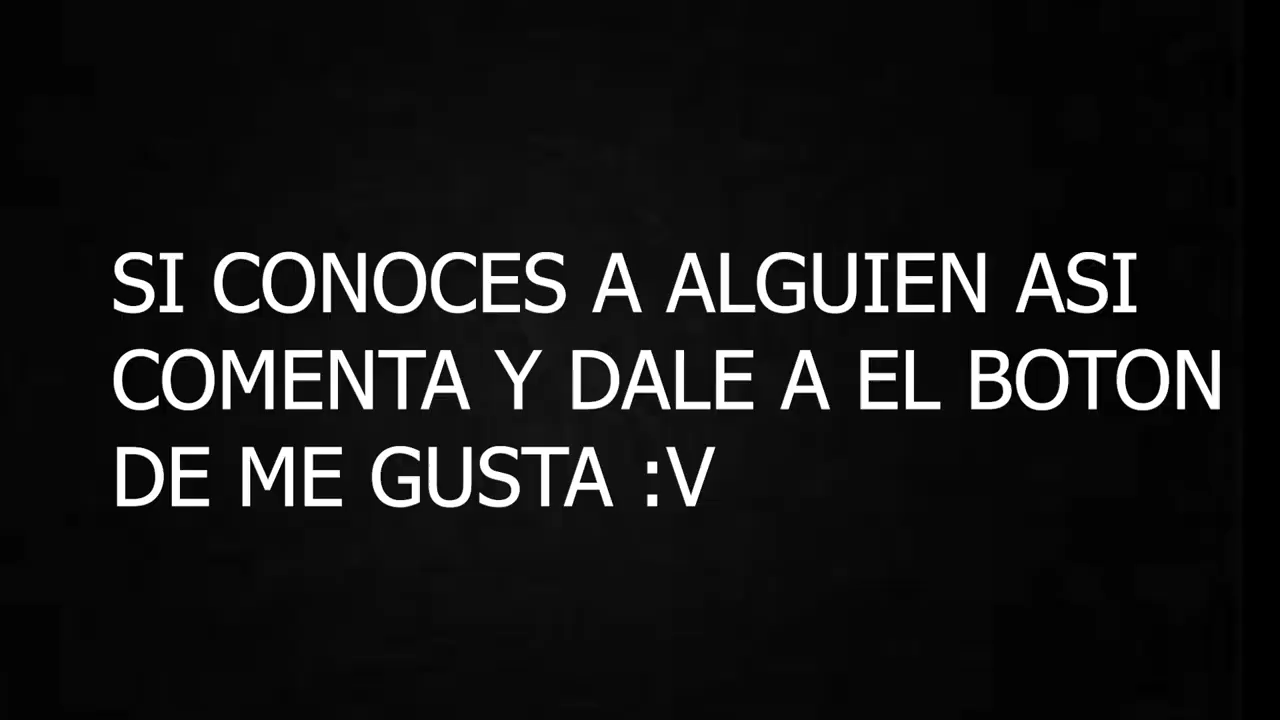 SI CONOCES A ALGUIEN ASI
COMENTA Y DALE A EL BOTON
DE ME GUSTA :V